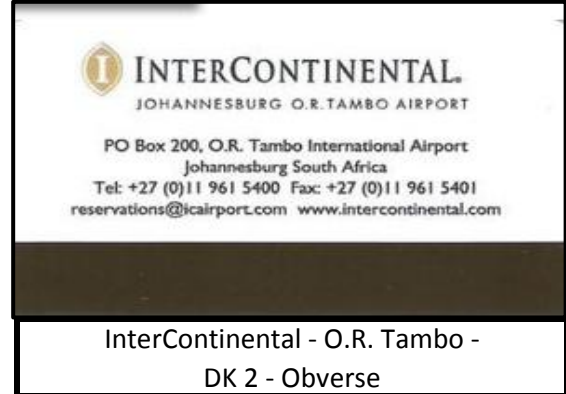 I INTERCONTINENTAL.
JOHANNESBURG O.R. TAMBO AIRPORT
PO Box 200, O.R. Tambo International Airport
Johannesburg South Africa
Tel: +27 (0)11 961 5400 Fax: +27 (0)11 961 5401
reservations@icairport.com www.intercontinental.com
InterContinental - O.R. Tambo -
DK 2 - Obverse